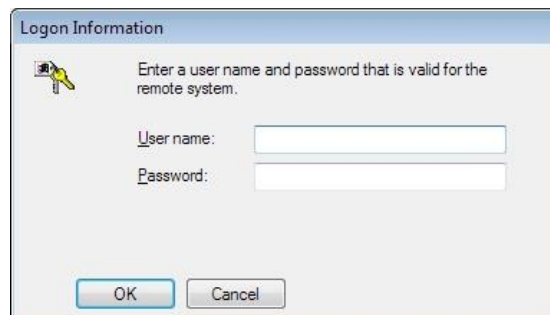 Logon Information
Enter a user name and password that is valid for the
remote system.
User name:
Password:
OK
Cancel